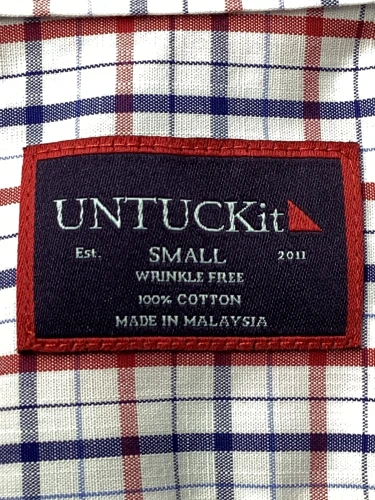 UNTUCKit
Est. SMALL 2011
WRINKLE FREE
100% COTTON
MADE IN MALAYSIA